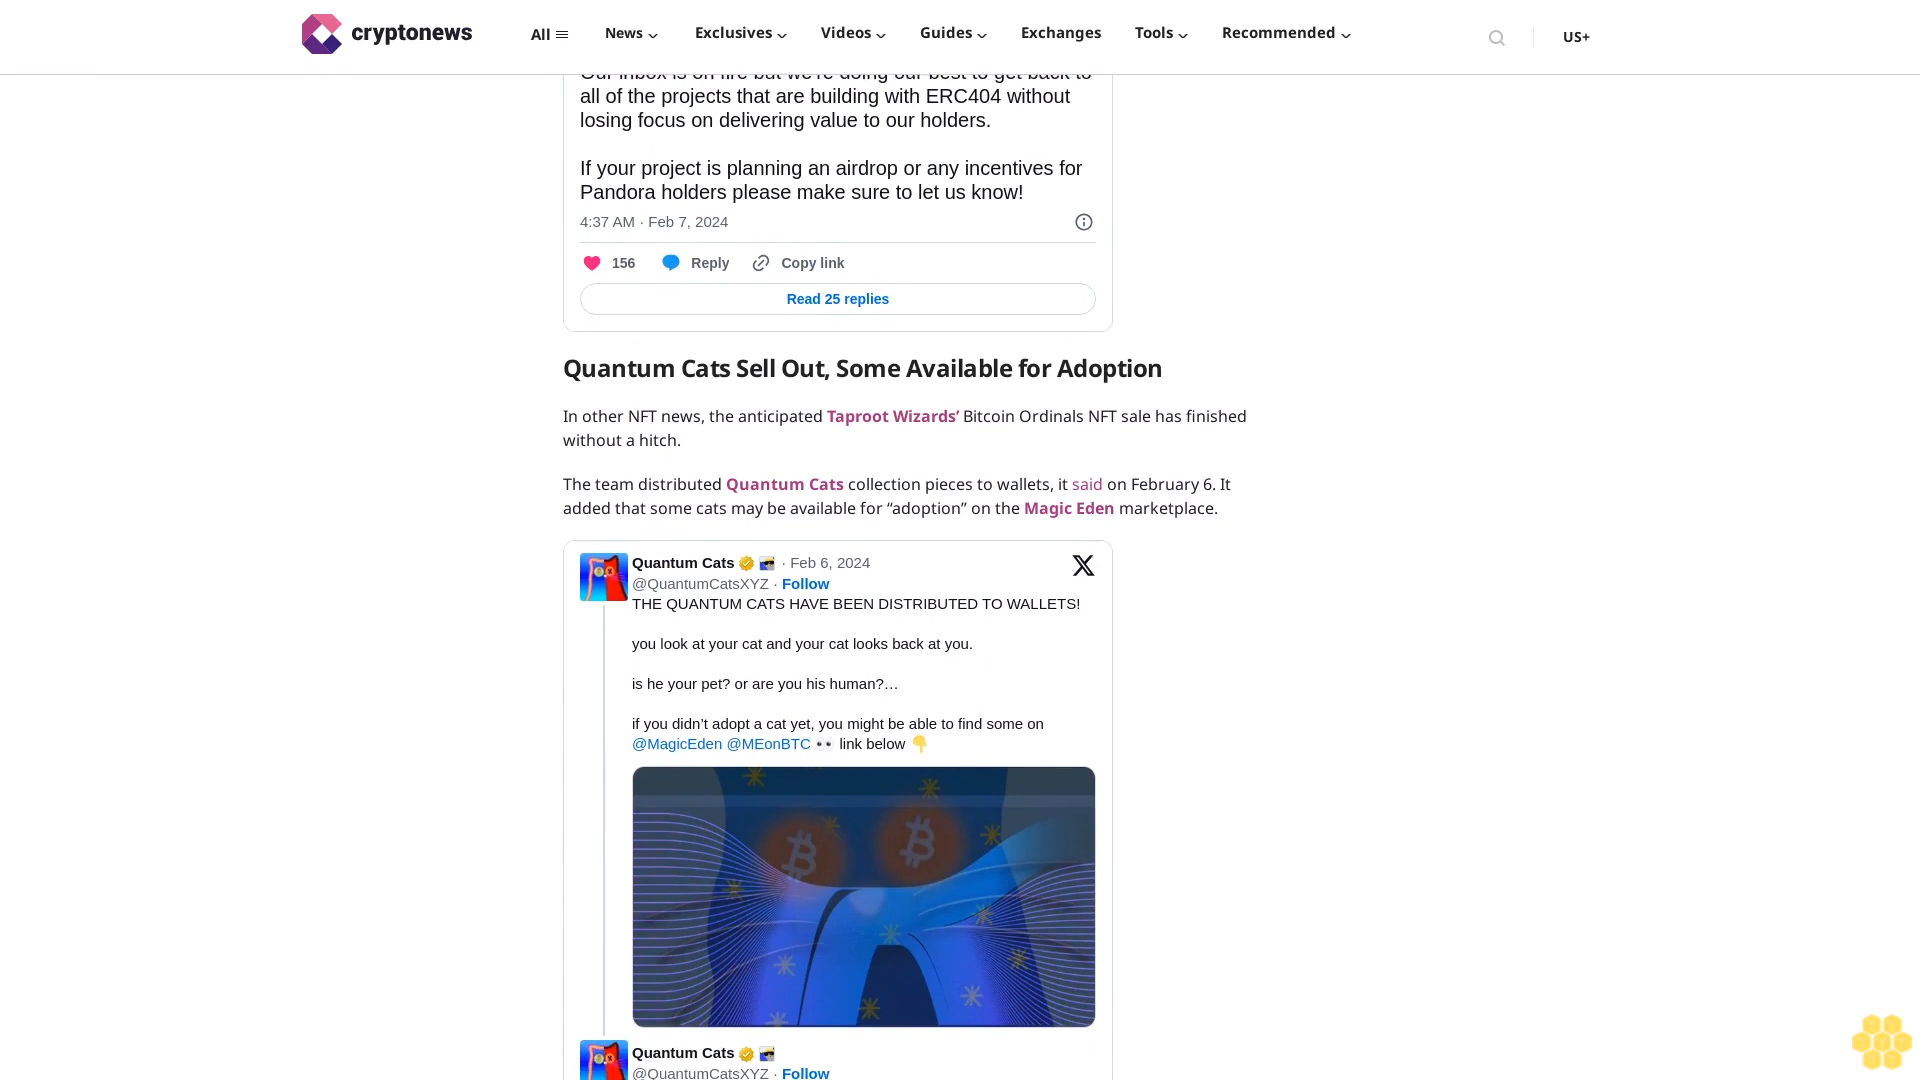 cryptonews
All
News
Exclusives
Videos
Guides
Exchanges
Tools
Recommended
US+
Our inbox is on fire but we're doing our best to get back to
all of the projects that are building with ERC404 without
losing focus on delivering value to our holders.
If your project is planning an airdrop or any incentives for
Pandora holders please make sure to let us know!
4:37 AM · Feb 7, 2024
156
Reply
Copy link
Read 25 replies
Quantum Cats Sell Out, Some Available for Adoption
In other NFT news, the anticipated Taproot Wizards’ Bitcoin Ordinals NFT sale has finished
without a hitch.
The team distributed Quantum Cats collection pieces to wallets, it said on February 6. It
added that some cats may be available for “adoption” on the Magic Eden marketplace.
Quantum Cats · Feb 6, 2024
@QuantumCatsXYZ · Follow
THE QUANTUM CATS HAVE BEEN DISTRIBUTED TO WALLETS!
you look at your cat and your cat looks back at you.
is he your pet? or are you his human?…
if you didn’t adopt a cat yet, you might be able to find some on
@MagicEden @MEonBTC 👀 link below 👇
Quantum Cats
@QuantumCatsXYZ · Follow